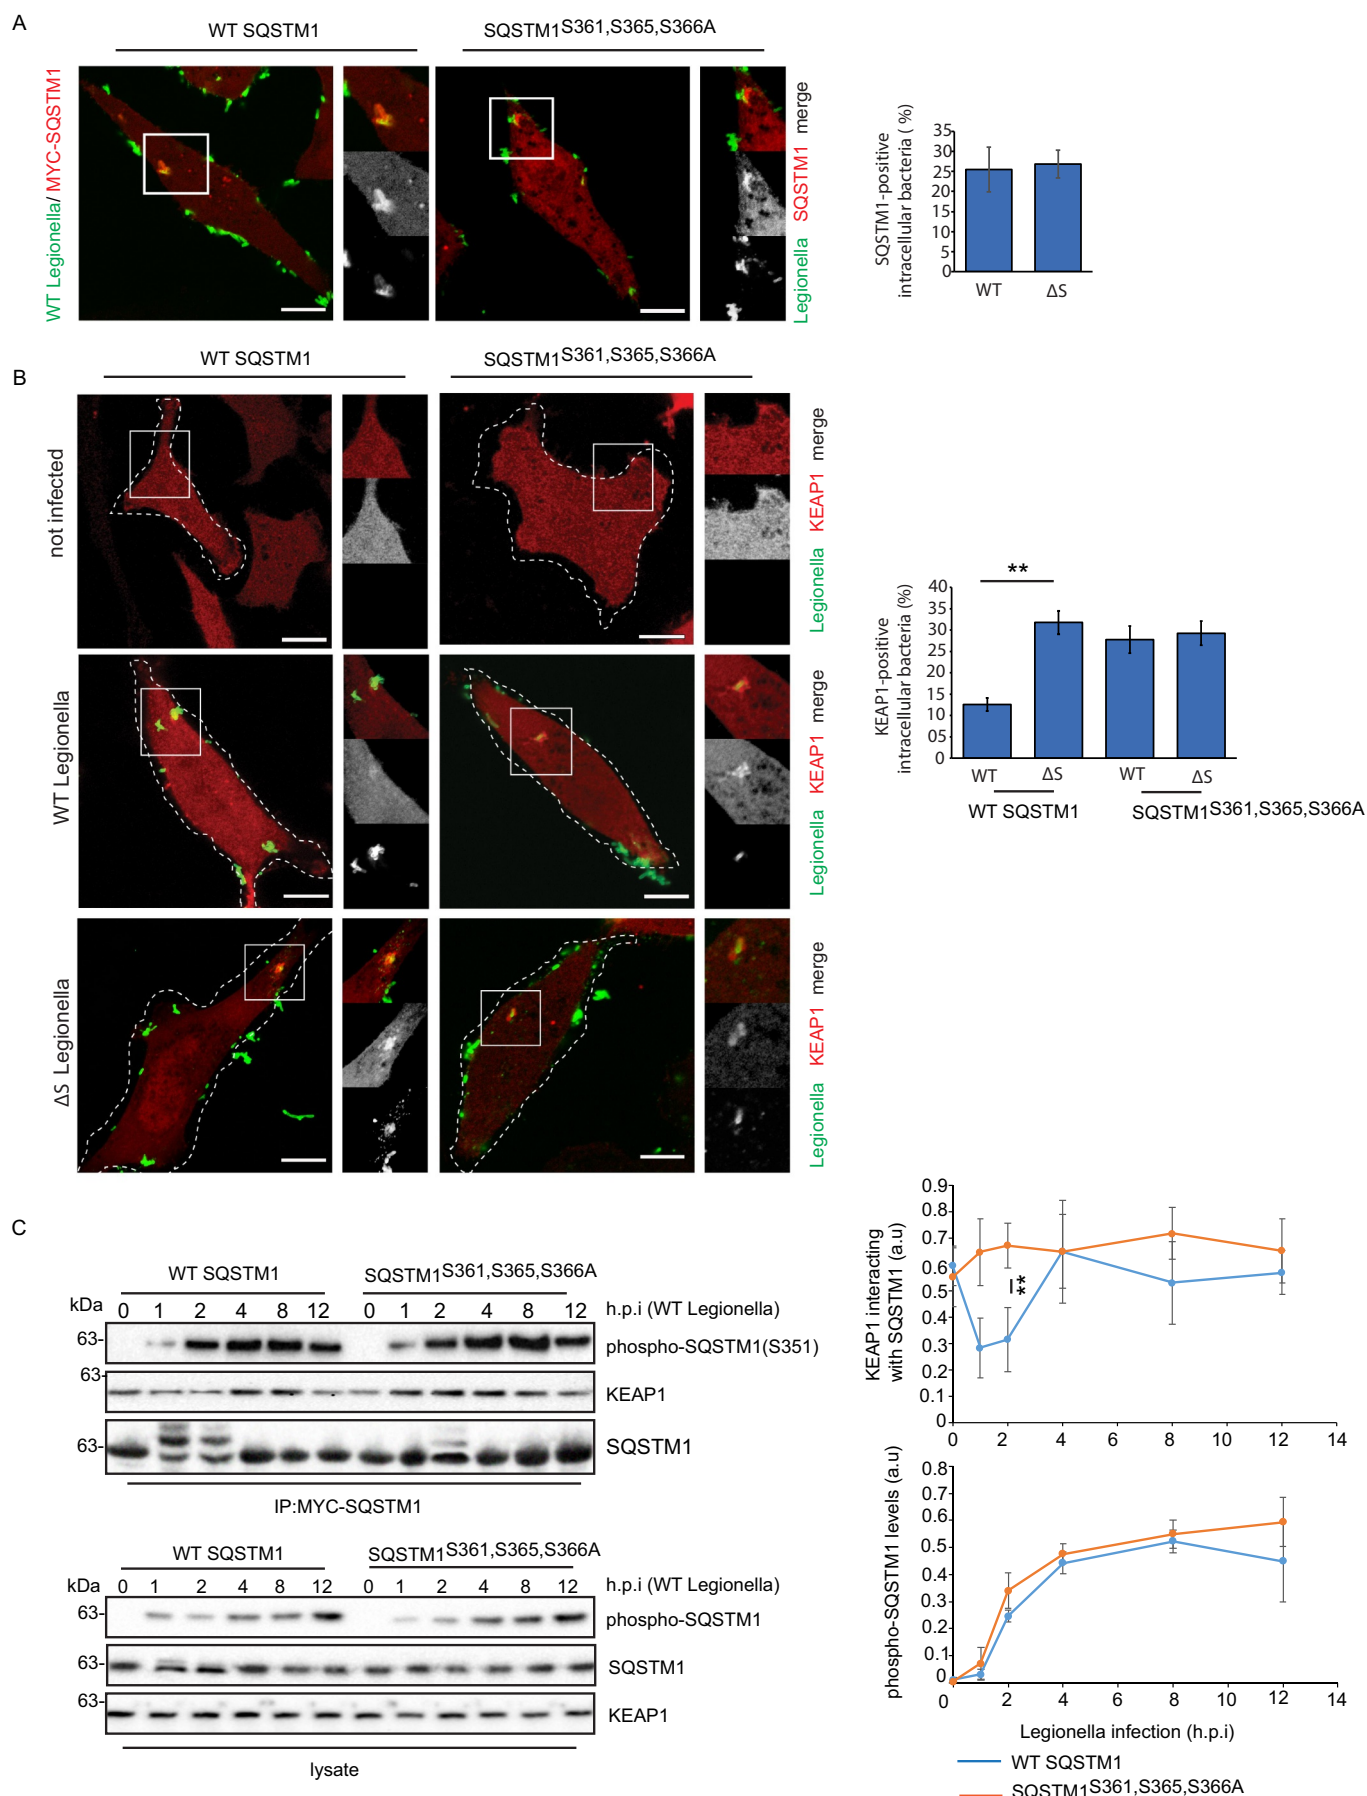 A
WT SQSTM1
SQSTM1S361,S365,S366A
WT Legionella/ MYC-SQSTM1
Legionella SQSTM1 merge
SQSTM1-positive
intracellular bacteria ( %)
35
30
25
20
15
10
5
0
WT ΔS
B
WT SQSTM1
SQSTM1S361,S365,S366A
not infected
Legionella KEAP1 merge
WT Legionella
Legionella KEAP1 merge
ΔS Legionella
Legionella KEAP1 merge
KEAP1-positive
intracellular bacteria (%)
40
35
30
25
20
15
10
05
0
**
WT ΔS WT ΔS
WT SQSTM1 SQSTM1S361,S365,S366A
C
WT SQSTM1 SQSTM1S361,S365,S366A
kDa 0 1 2 4 8 12 0 1 2 4 8 12 h.p.i (WT Legionella)
63- phospho-SQSTM1(S351)
63- KEAP1
63- SQSTM1
IP:MYC-SQSTM1
WT SQSTM1 SQSTM1S361,S365,S366A
kDa 0 1 2 4 8 12 0 1 2 4 8 12 h.p.i (WT Legionella)
63- phospho-SQSTM1
63- SQSTM1
63- KEAP1
lysate
KEAP1 interacting
with SQSTM1 (a.u)
0.9
0.8
0.7
0.6
0.5
0.4
0.3
0.2
0.1
0
**
0 2 4 6 8 10 12 14
phospho-SQSTM1 levels (a.u)
0.8
0.7
0.6
0.5
0.4
0.3
0.2
0.1
0
0 2 4 6 8 10 12 14
Legionella infection (h.p.i)
WT SQSTM1
SQSTM1S361,S365,S366A